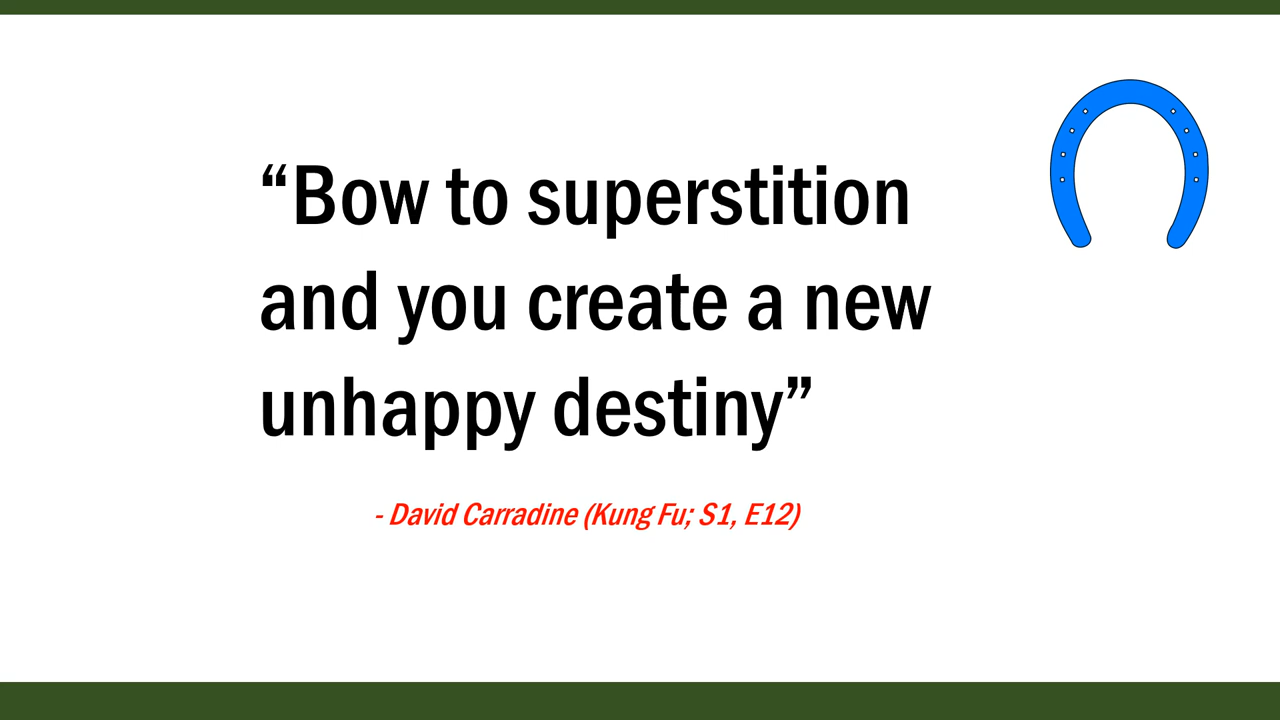 “Bow to superstition
and you create a new
unhappy destiny”
- David Carradine (Kung Fu; S1, E12)